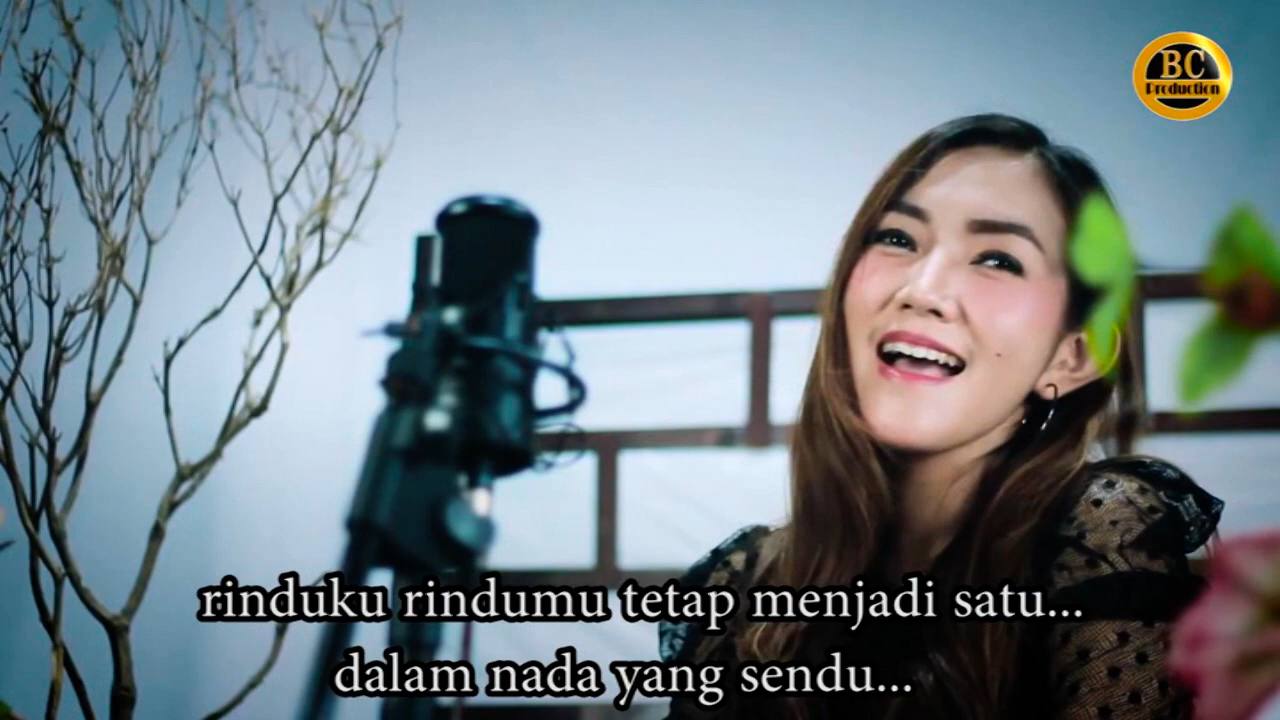 BC
Production
rinduku rindumu tetap menjadi satu...
dalam nada yang sendu...